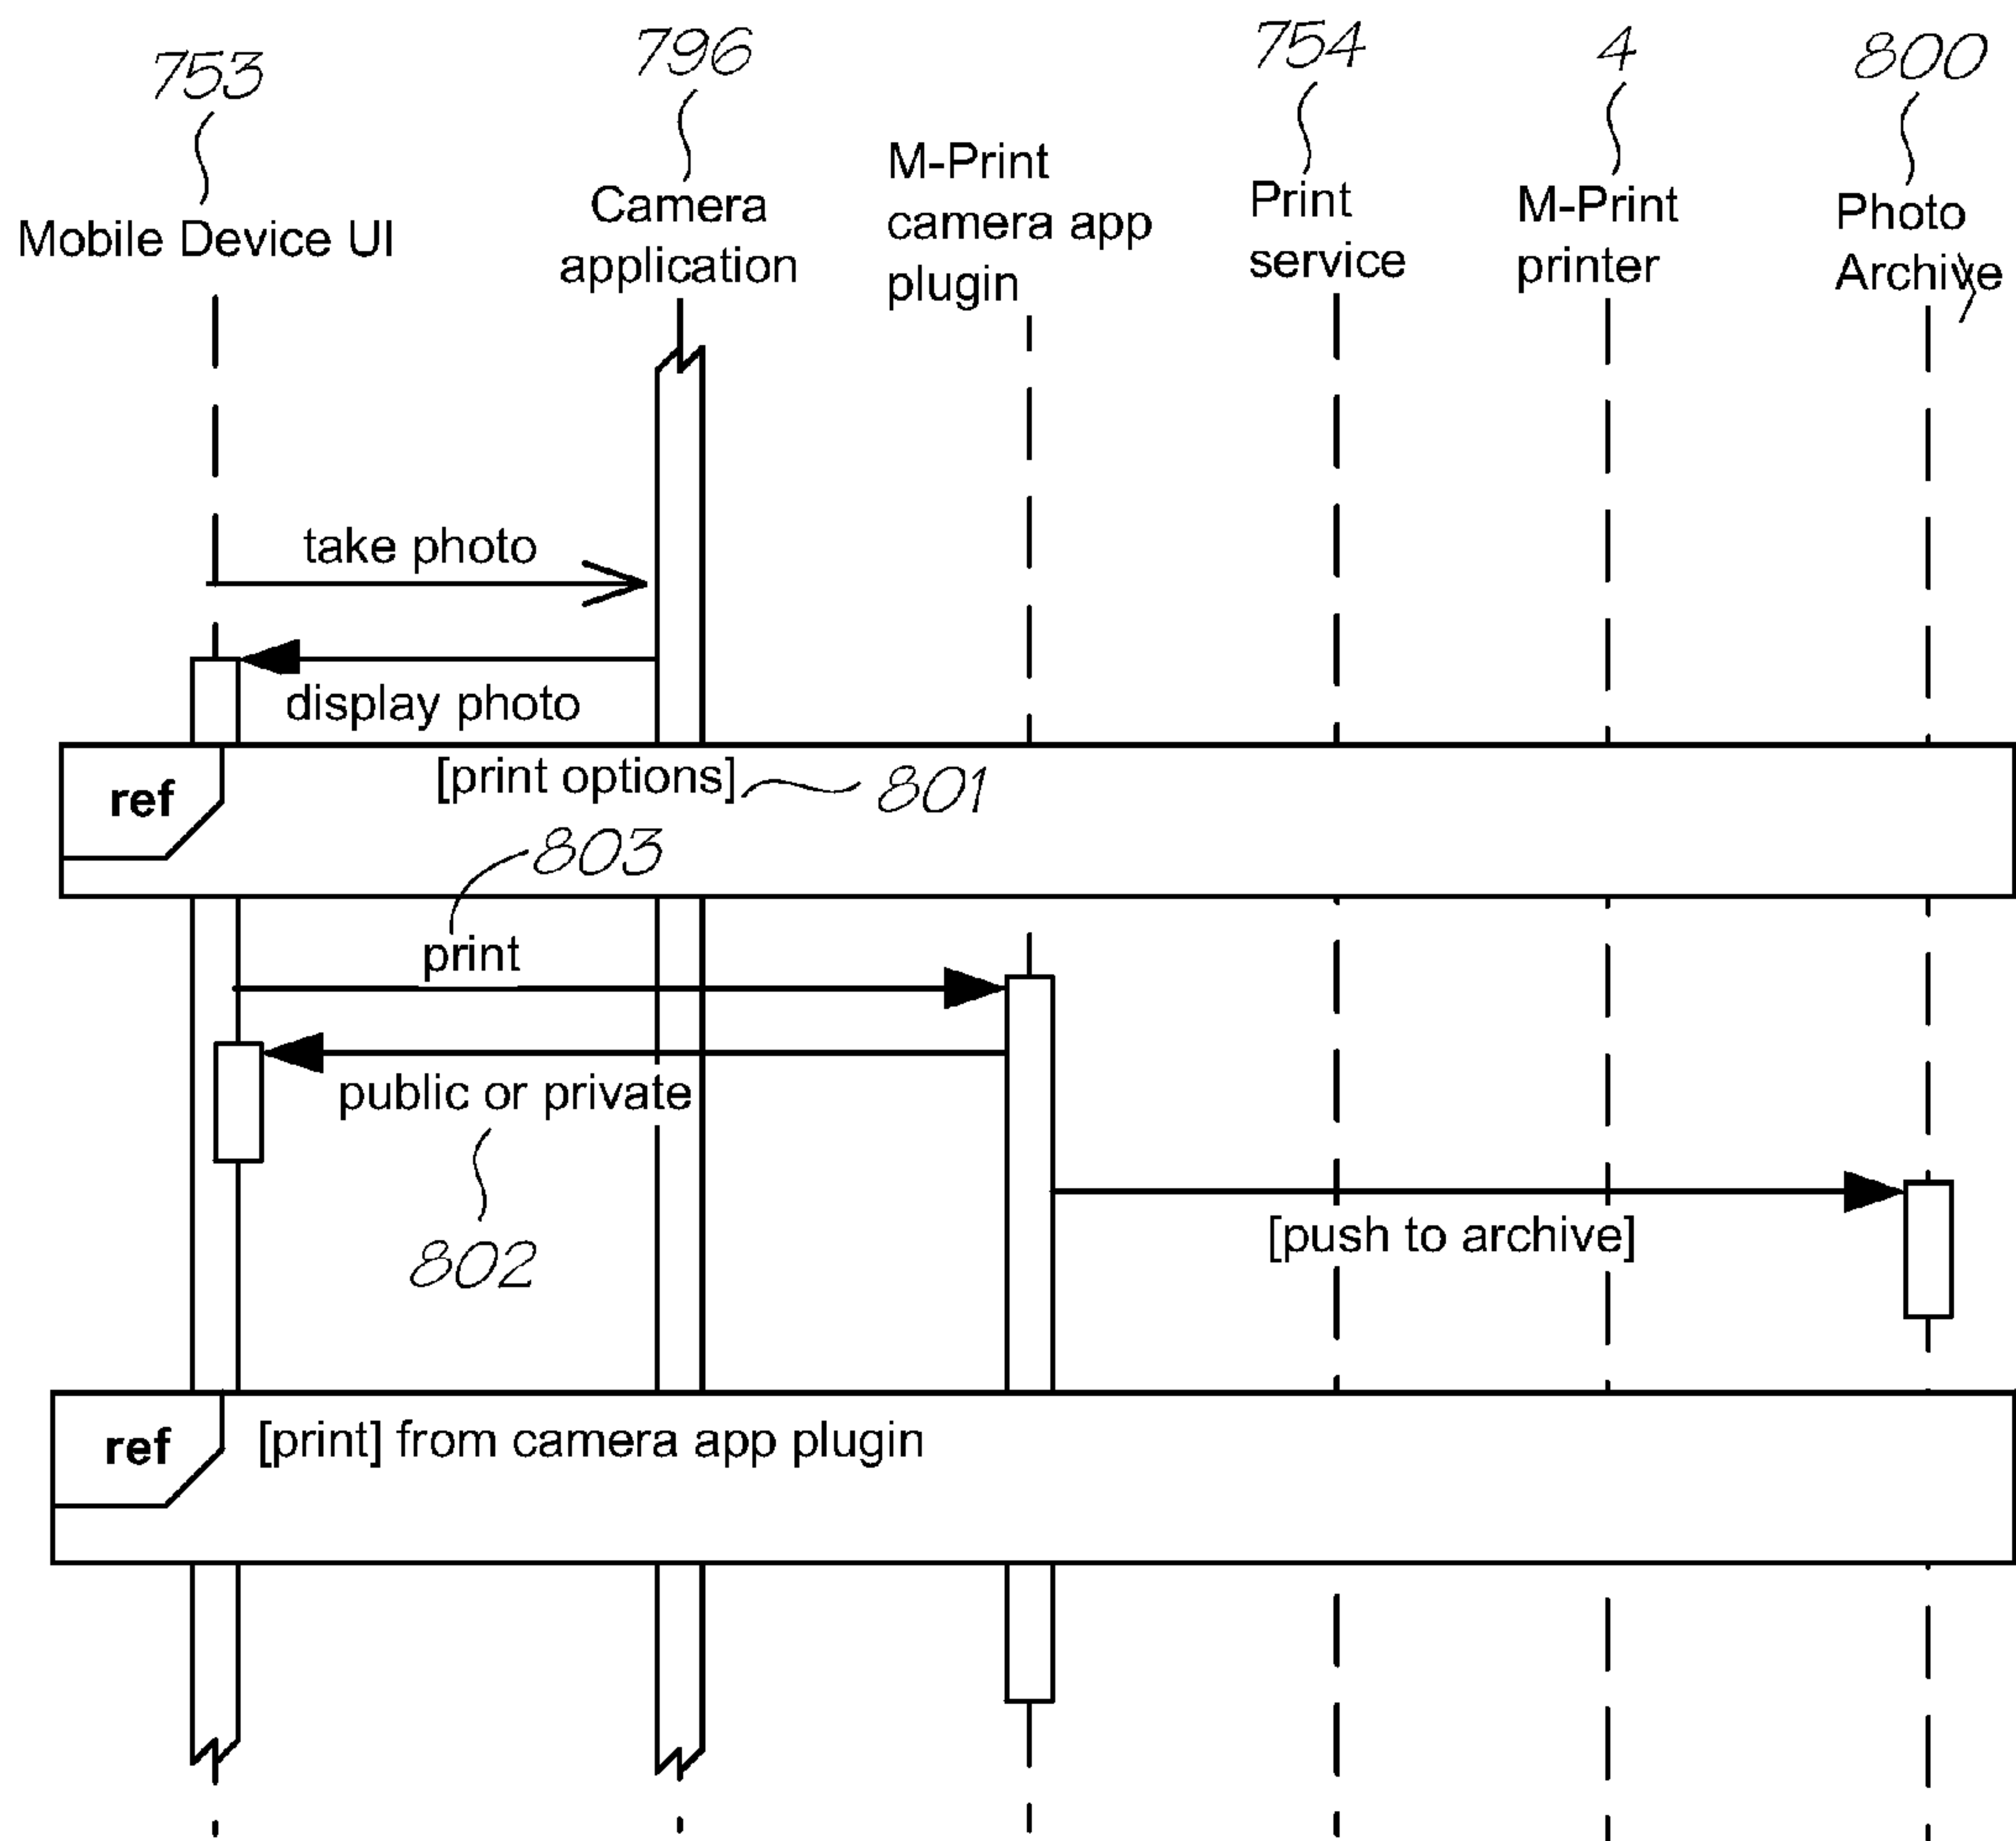 753
796
754
4
800
Mobile Device UI
Camera
application
M-Print
camera app
plugin
Print
service
M-Print
printer
Photo
Archive
take photo
display photo
ref
[print options]
801
803
print
public or private
802
[push to archive]
ref
[print] from camera app plugin